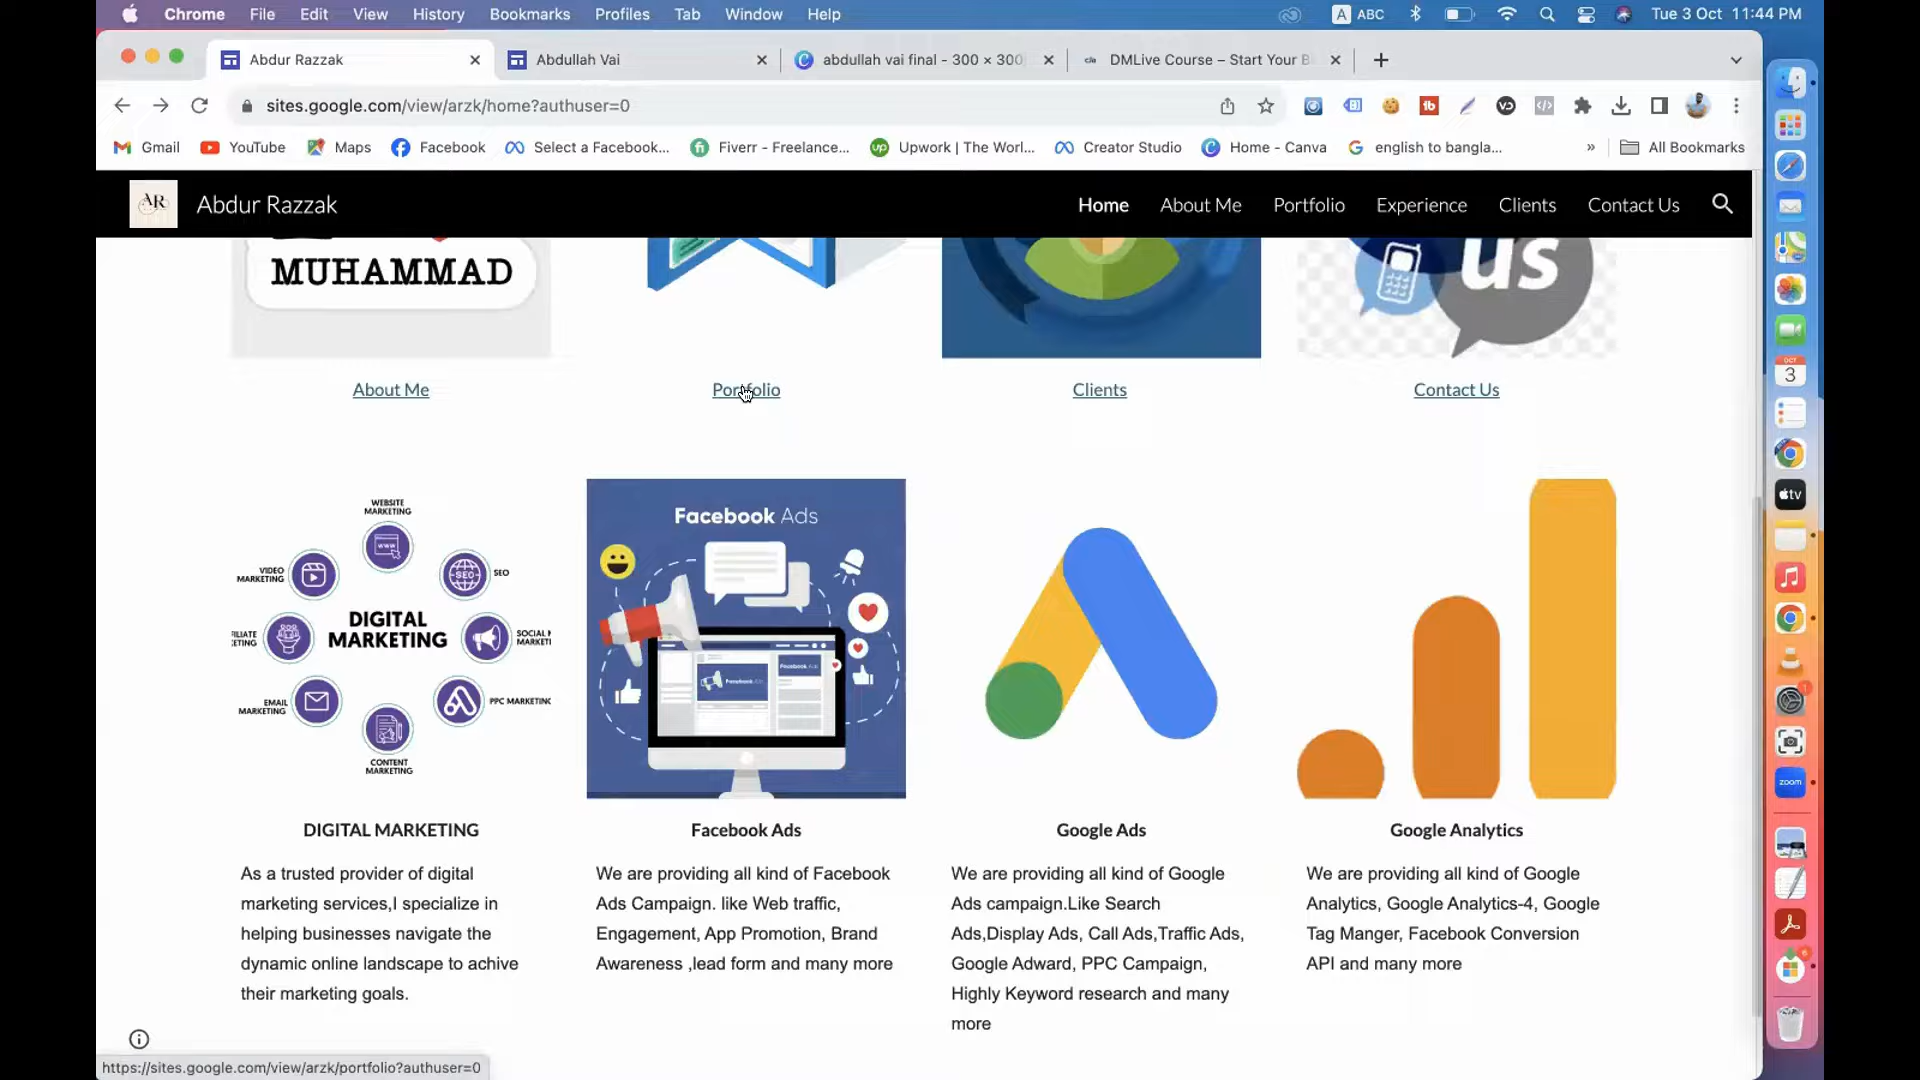 Chrome File Edit View History Bookmarks Profiles Tab Window Help
A ABC Tue 3 Oct 11:44 PM
Abdur Razzak
Abdullah Vai
abdullah vai final - 300 × 300
DMLive Course – Start Your B
sites.google.com/view/arzk/home?authuser=0
Gmail YouTube Maps Facebook Select a Facebook... Fiverr - Freelance... Upwork | The Worl... Creator Studio Home - Canva english to bangla... » All Bookmarks
AR
Abdur Razzak
Home About Me Portfolio Experience Clients Contact Us
MUHAMMAD
us
About Me
Portfolio
Clients
Contact Us
WEBSITE
MARKETING
VIDEO
MARKETING
SEO
DIGITAL
MARKETING
ILIATE
ETING
SOCIAL M
MARKETI
EMAIL
MARKETING
PPC MARKETING
CONTENT
MARKETING
WWW
SEO
Facebook Ads
DIGITAL MARKETING
As a trusted provider of digital
marketing services,I specialize in
helping businesses navigate the
dynamic online landscape to achive
their marketing goals.
Facebook Ads
We are providing all kind of Facebook
Ads Campaign. like Web traffic,
Engagement, App Promotion, Brand
Awareness ,lead form and many more
Google Ads
We are providing all kind of Google
Ads campaign.Like Search
Ads,Display Ads, Call Ads,Traffic Ads,
Google Adward, PPC Campaign,
Highly Keyword research and many
more
Google Analytics
We are providing all kind of Google
Analytics, Google Analytics-4, Google
Tag Manger, Facebook Conversion
API and many more
https://sites.google.com/view/arzk/portfolio?authuser=0
OCT
3
tv
zoom